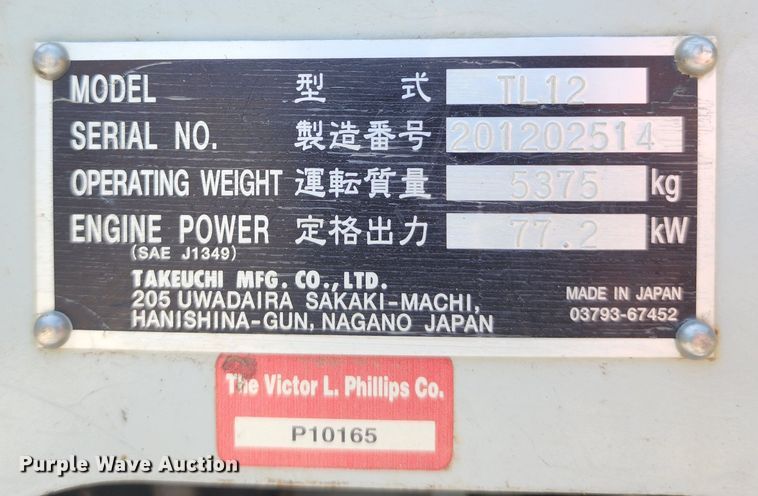 MODEL 型 式 TL12
SERIAL NO. 製造番号 201202514
OPERATING WEIGHT 運転質量 5375 kg
ENGINE POWER 定格出力 77.2 kW
(SAE J1349)
TAKEUCHI MFG. CO., LTD.
205 UWADAIRA SAKAKI-MACHI,
HANISHINA-GUN, NAGANO JAPAN
MADE IN JAPAN
03793-67452
The Victor L. Phillips Co.
P10165
Purple Wave Auction